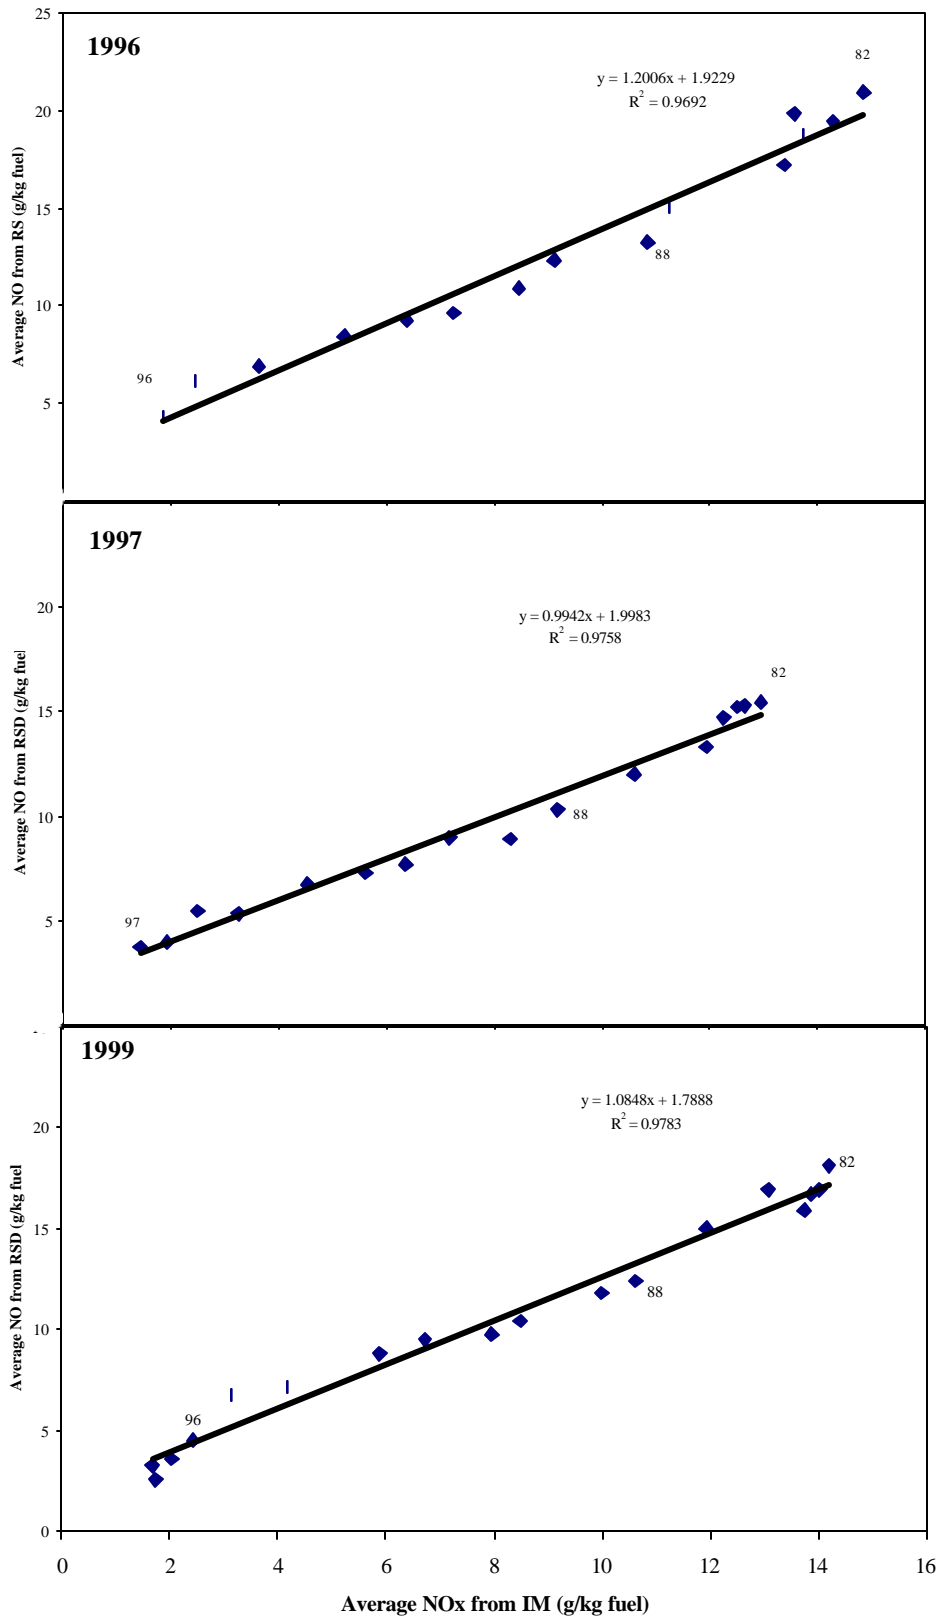 25
1996
82
y = 1.2006x + 1.9229
R2 = 0.9692
20
15
88
10
96
5
Average NO from RS (g/kg fuel)
1997
20
y = 0.9942x + 1.9983
R2 = 0.9758
82
15
10
88
97
5
Average NO from RSD (g/kg fuel
1999
y = 1.0848x + 1.7888
R2 = 0.9783
20
82
15
88
10
96
5
0
Average NO from RSD (g/kg fuel
0 2 4 6 8 10 12 14 16
Average NOx from IM (g/kg fuel)